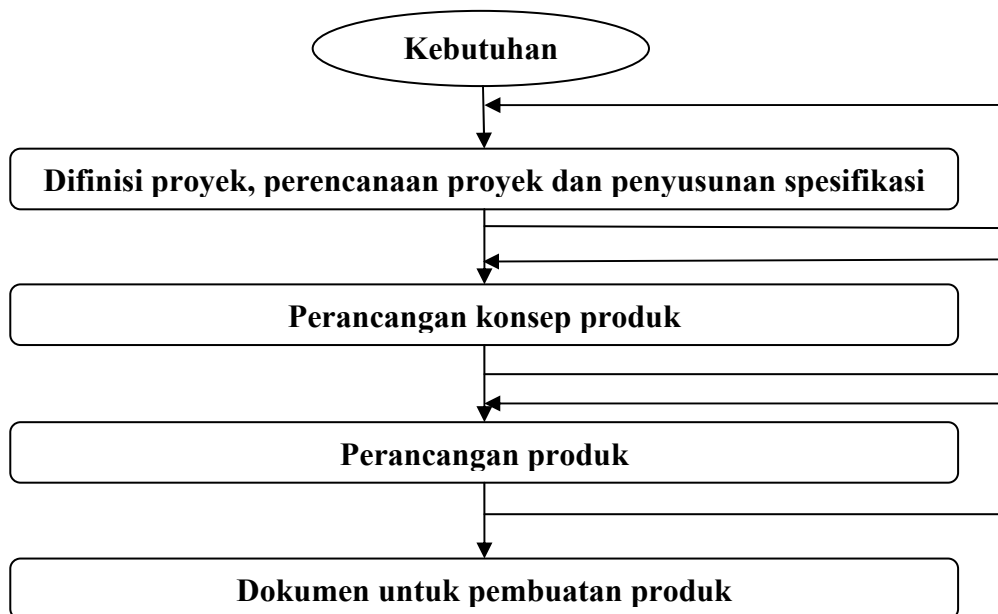 Kebutuhan
Difinisi proyek, perencanaan proyek dan penyusunan spesifikasi
Perancangan konsep produk
Perancangan produk
Dokumen untuk pembuatan produk